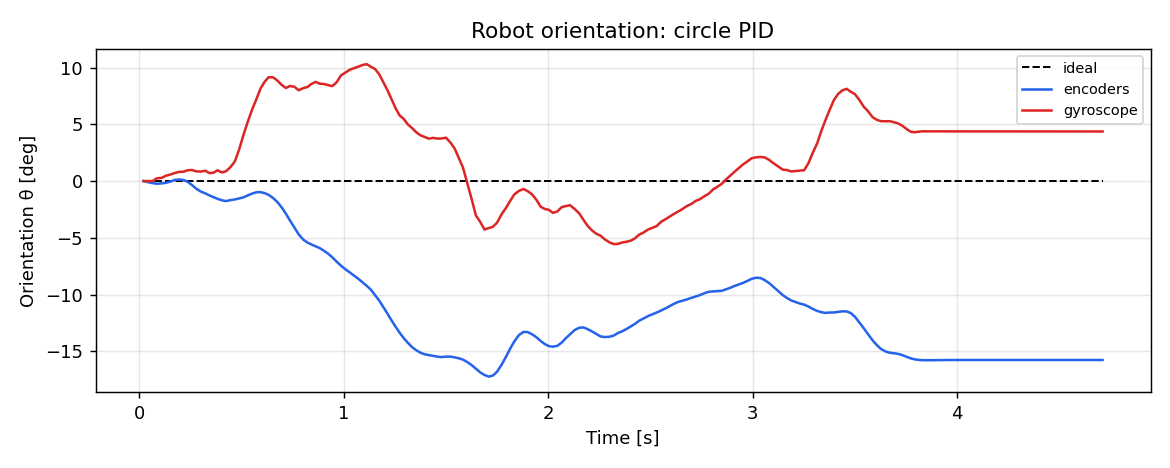 Robot orientation: circle PID
ideal
encoders
gyroscope
Orientation θ [deg]
10
5
0
−5
−10
−15
0 1 2 3 4
Time [s]